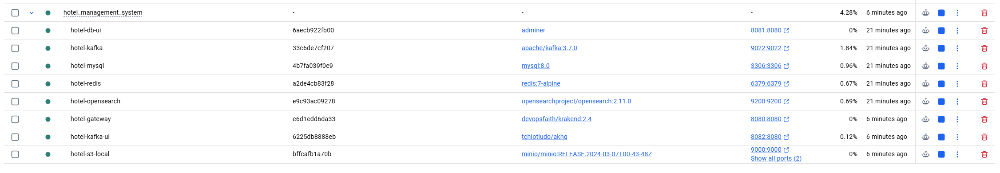 hotel_management_system - - - 4.28% 6 minutes ago
hotel-db-ui 6aecb922fb00 adminer 8081:8080 0% 21 minutes ago
hotel-kafka 33c6de7cf207 apache/kafka:3.7.0 9022:9022 1.84% 21 minutes ago
hotel-mysql 4b7fa039f0e9 mysql:8.0 3306:3306 0.96% 21 minutes ago
hotel-redis a2de4cb83f28 redis:7-alpine 6379:6379 0.67% 21 minutes ago
hotel-opensearch e9c93ac09278 opensearchproject/opensearch:2.11.0 9200:9200 0.69% 21 minutes ago
hotel-gateway e6d1edd6da33 devopsfaith/krakend:2.4 8080:8080 0% 6 minutes ago
hotel-kafka-ui 6225db8888eb tchiotludo/akhq 8082:8080 0.12% 6 minutes ago
hotel-s3-local bffcafb1a70b minio/minio:RELEASE.2024-03-07T00-43-48Z 9000:9000 0% 6 minutes ago
Show all ports (2)